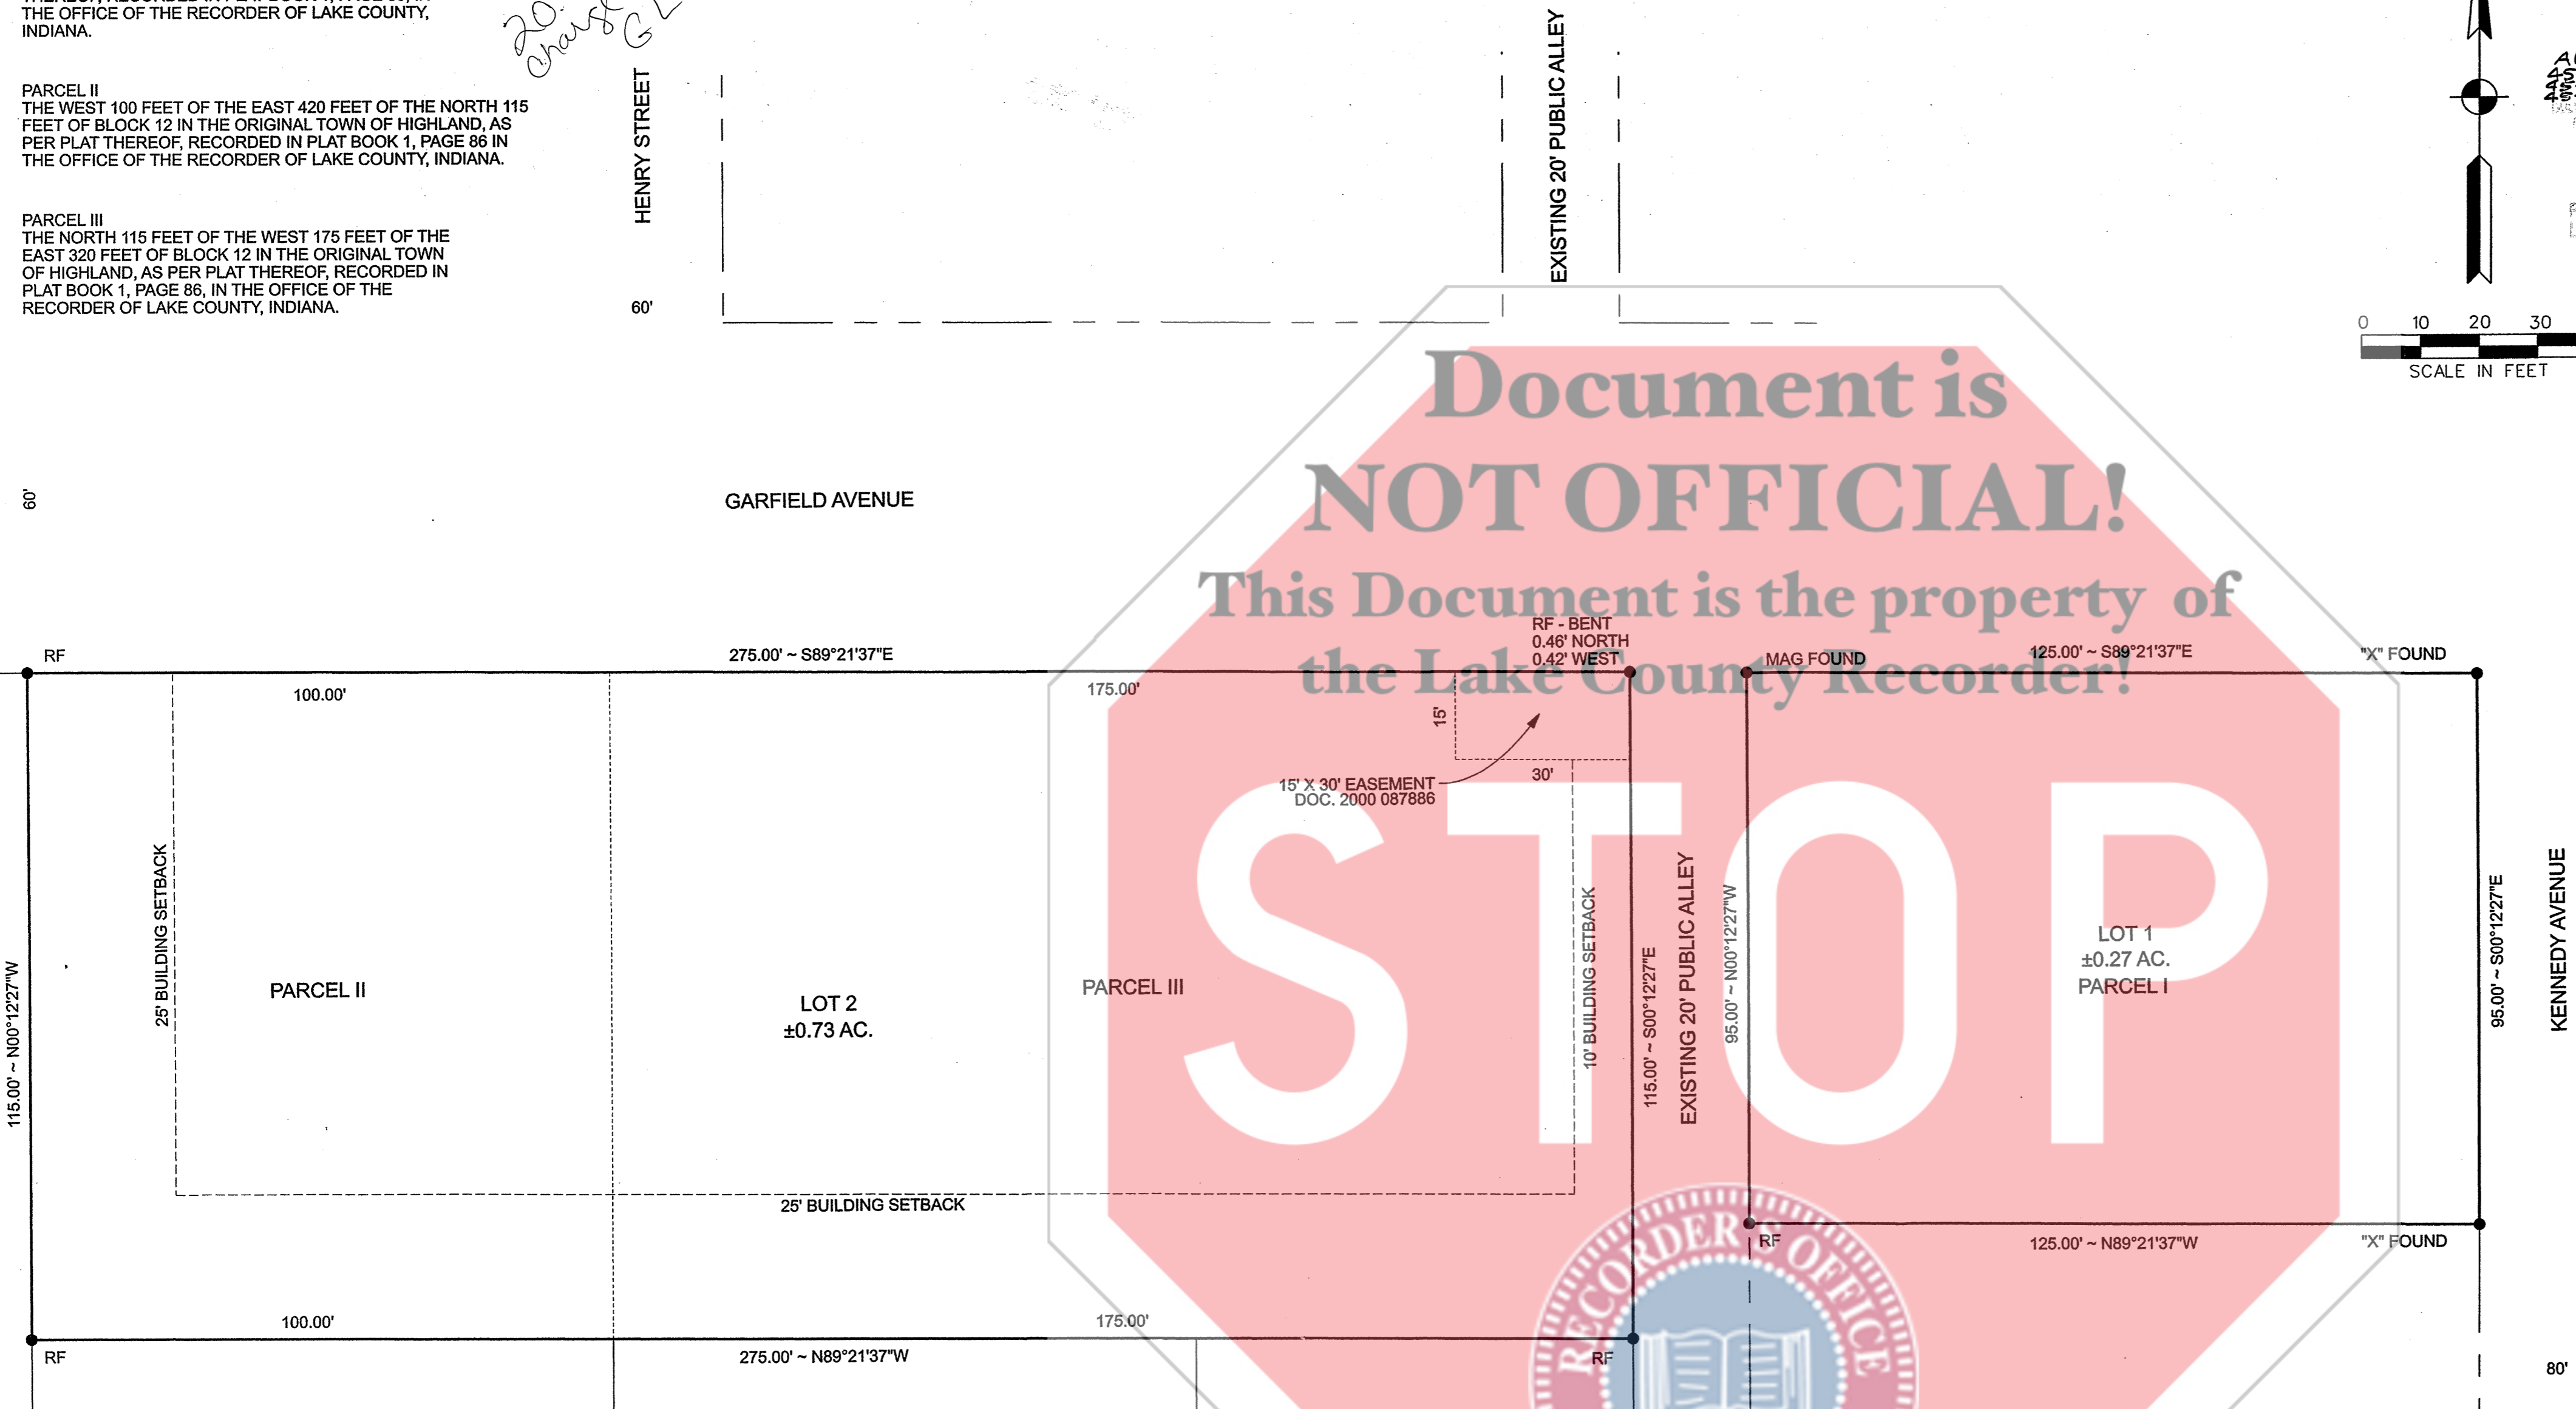 THE OFFICE OF THE RECORDER OF LAKE COUNTY,
INDIANA.
20.
G
PARCEL II
THE WEST 100 FEET OF THE EAST 420 FEET OF THE NORTH 115
FEET OF BLOCK 12 IN THE ORIGINAL TOWN OF HIGHLAND, AS
PER PLAT THEREOF, RECORDED IN PLAT BOOK 1, PAGE 86 IN
THE OFFICE OF THE RECORDER OF LAKE COUNTY, INDIANA.
PARCEL III
THE NORTH 115 FEET OF THE WEST 175 FEET OF THE
EAST 320 FEET OF BLOCK 12 IN THE ORIGINAL TOWN
OF HIGHLAND, AS PER PLAT THEREOF, RECORDED IN
PLAT BOOK 1, PAGE 86, IN THE OFFICE OF THE
RECORDER OF LAKE COUNTY, INDIANA.
HENRY STREET
60'
EXISTING 20' PUBLIC ALLEY
0 10 20 30
SCALE IN FEET
Document is
NOT OFFICIAL!
This Document is the property of
the Lake County Recorder!
STOP
60'
GARFIELD AVENUE
RF
275.00' ~ S89°21'37"E
RF - BENT
0.46' NORTH
0.42' WEST
MAG FOUND
125.00' ~ S89°21'37"E
"X" FOUND
100.00'
175.00'
15'
30'
15' X 30' EASEMENT
DOC. 2000 087886
115.00' ~ N00°12'27"W
25' BUILDING SETBACK
PARCEL II
LOT 2
±0.73 AC.
PARCEL III
10' BUILDING SETBACK
115.00' ~ S00°12'27"E
EXISTING 20' PUBLIC ALLEY
95.00' ~ N00°12'27"W
LOT 1
±0.27 AC.
PARCEL I
95.00' ~ S00°12'27"E
KENNEDY AVENUE
25' BUILDING SETBACK
RF
125.00' ~ N89°21'37"W
"X" FOUND
RECORDER'S OFFICE
100.00'
175.00'
RF
275.00' ~ N89°21'37"W
RF
80'